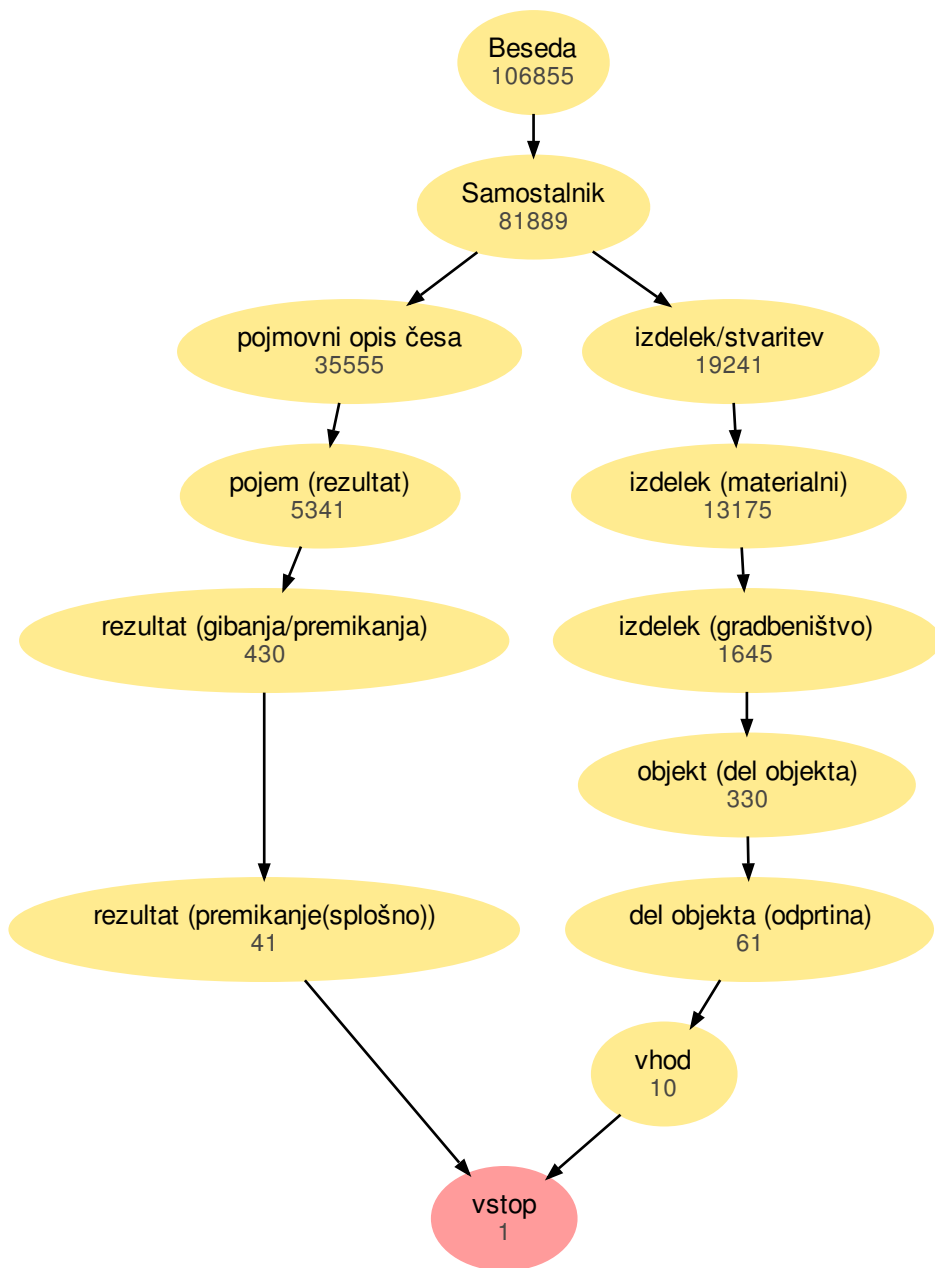 Beseda
106855
Samostalnik
81889
pojmovni opis česa
35555
izdelek/stvaritev
19241
pojem (rezultat)
5341
izdelek (materialni)
13175
rezultat (gibanja/premikanja)
430
izdelek (gradbeništvo)
1645
objekt (del objekta)
330
rezultat (premikanje(splošno))
41
del objekta (odprtina)
61
vhod
10
vstop
1